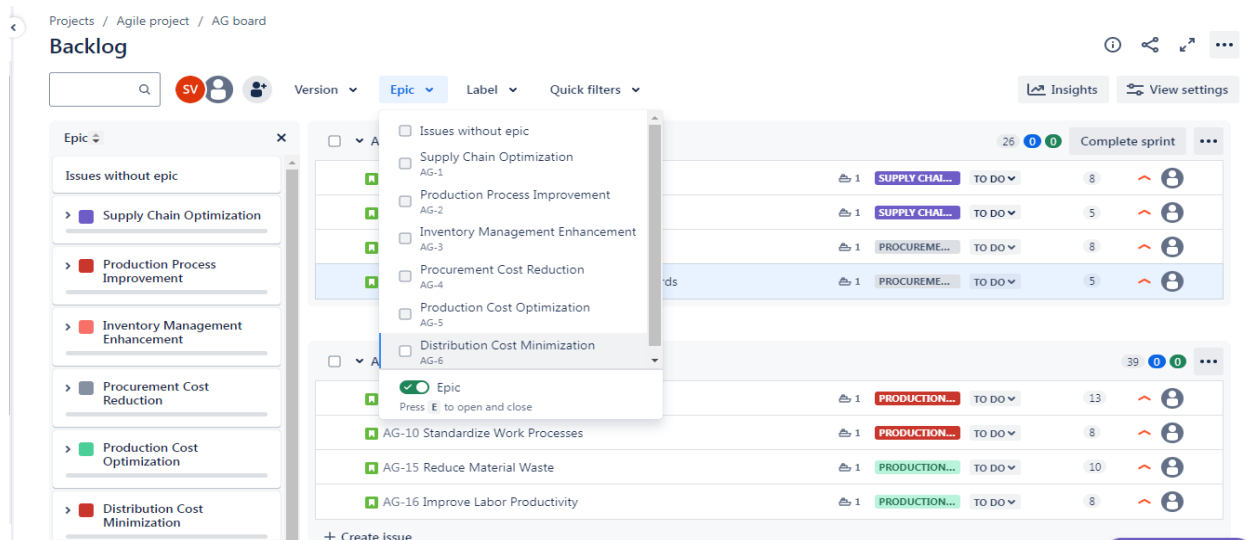 Projects / Agile project / AG board
Backlog
SV
Version
Epic
Label
Quick filters
Insights
View settings
Epic
Issues without epic
Supply Chain Optimization
Production Process
Improvement
Inventory Management
Enhancement
Procurement Cost
Reduction
Production Cost
Optimization
Distribution Cost
Minimization
Issues without epic
Supply Chain Optimization
AG-1
Production Process Improvement
AG-2
Inventory Management Enhancement
AG-3
Procurement Cost Reduction
AG-4
Production Cost Optimization
AG-5
Distribution Cost Minimization
AG-6
Epic
Press E to open and close
A
26 0 0 Complete sprint
1 SUPPLY CHAI... TO DO 8
1 SUPPLY CHAI... TO DO 5
1 PROCUREME... TO DO 8
rds 1 PROCUREME... TO DO 5
A
39 0 0
1 PRODUCTION... TO DO 13
AG-10 Standardize Work Processes 1 PRODUCTION... TO DO 8
AG-15 Reduce Material Waste 1 PRODUCTION... TO DO 10
AG-16 Improve Labor Productivity 1 PRODUCTION... TO DO 8
+ Create issue